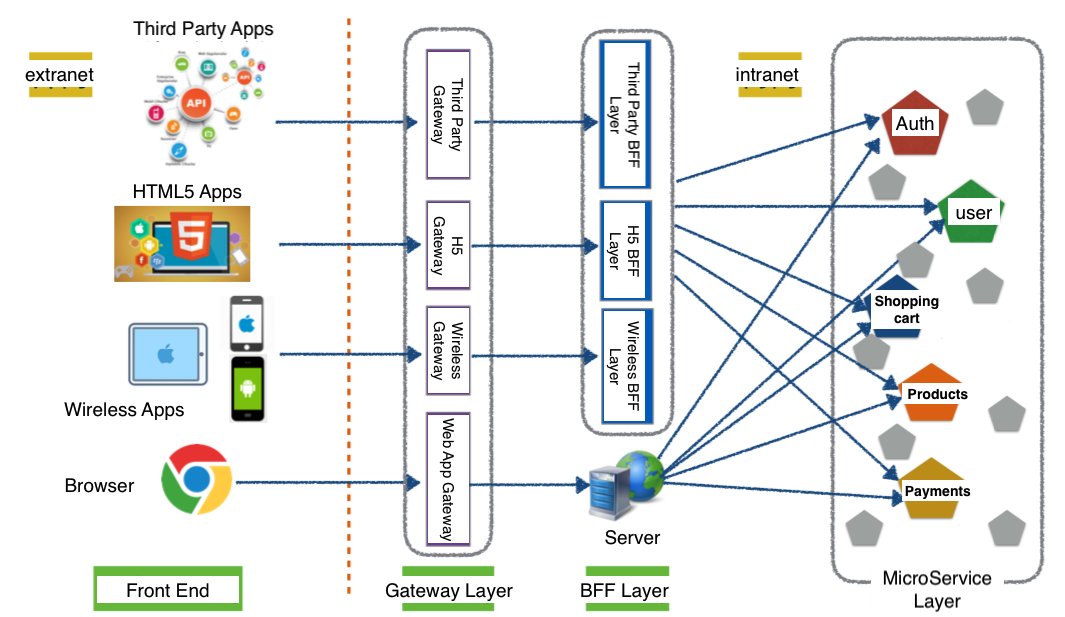 Third Party Apps
extranet
API
API
HTML5 Apps
5
Wireless Apps
Browser
Front End
Third Party
Gateway
H5
Gateway
Wireless
Gateway
Web App Gateway
Gateway Layer
Third Party BFF
Layer
H5 BFF
Layer
Wireless BFF
Layer
Server
BFF Layer
intranet
Auth
user
Shopping
cart
Products
Payments
MicroService
Layer